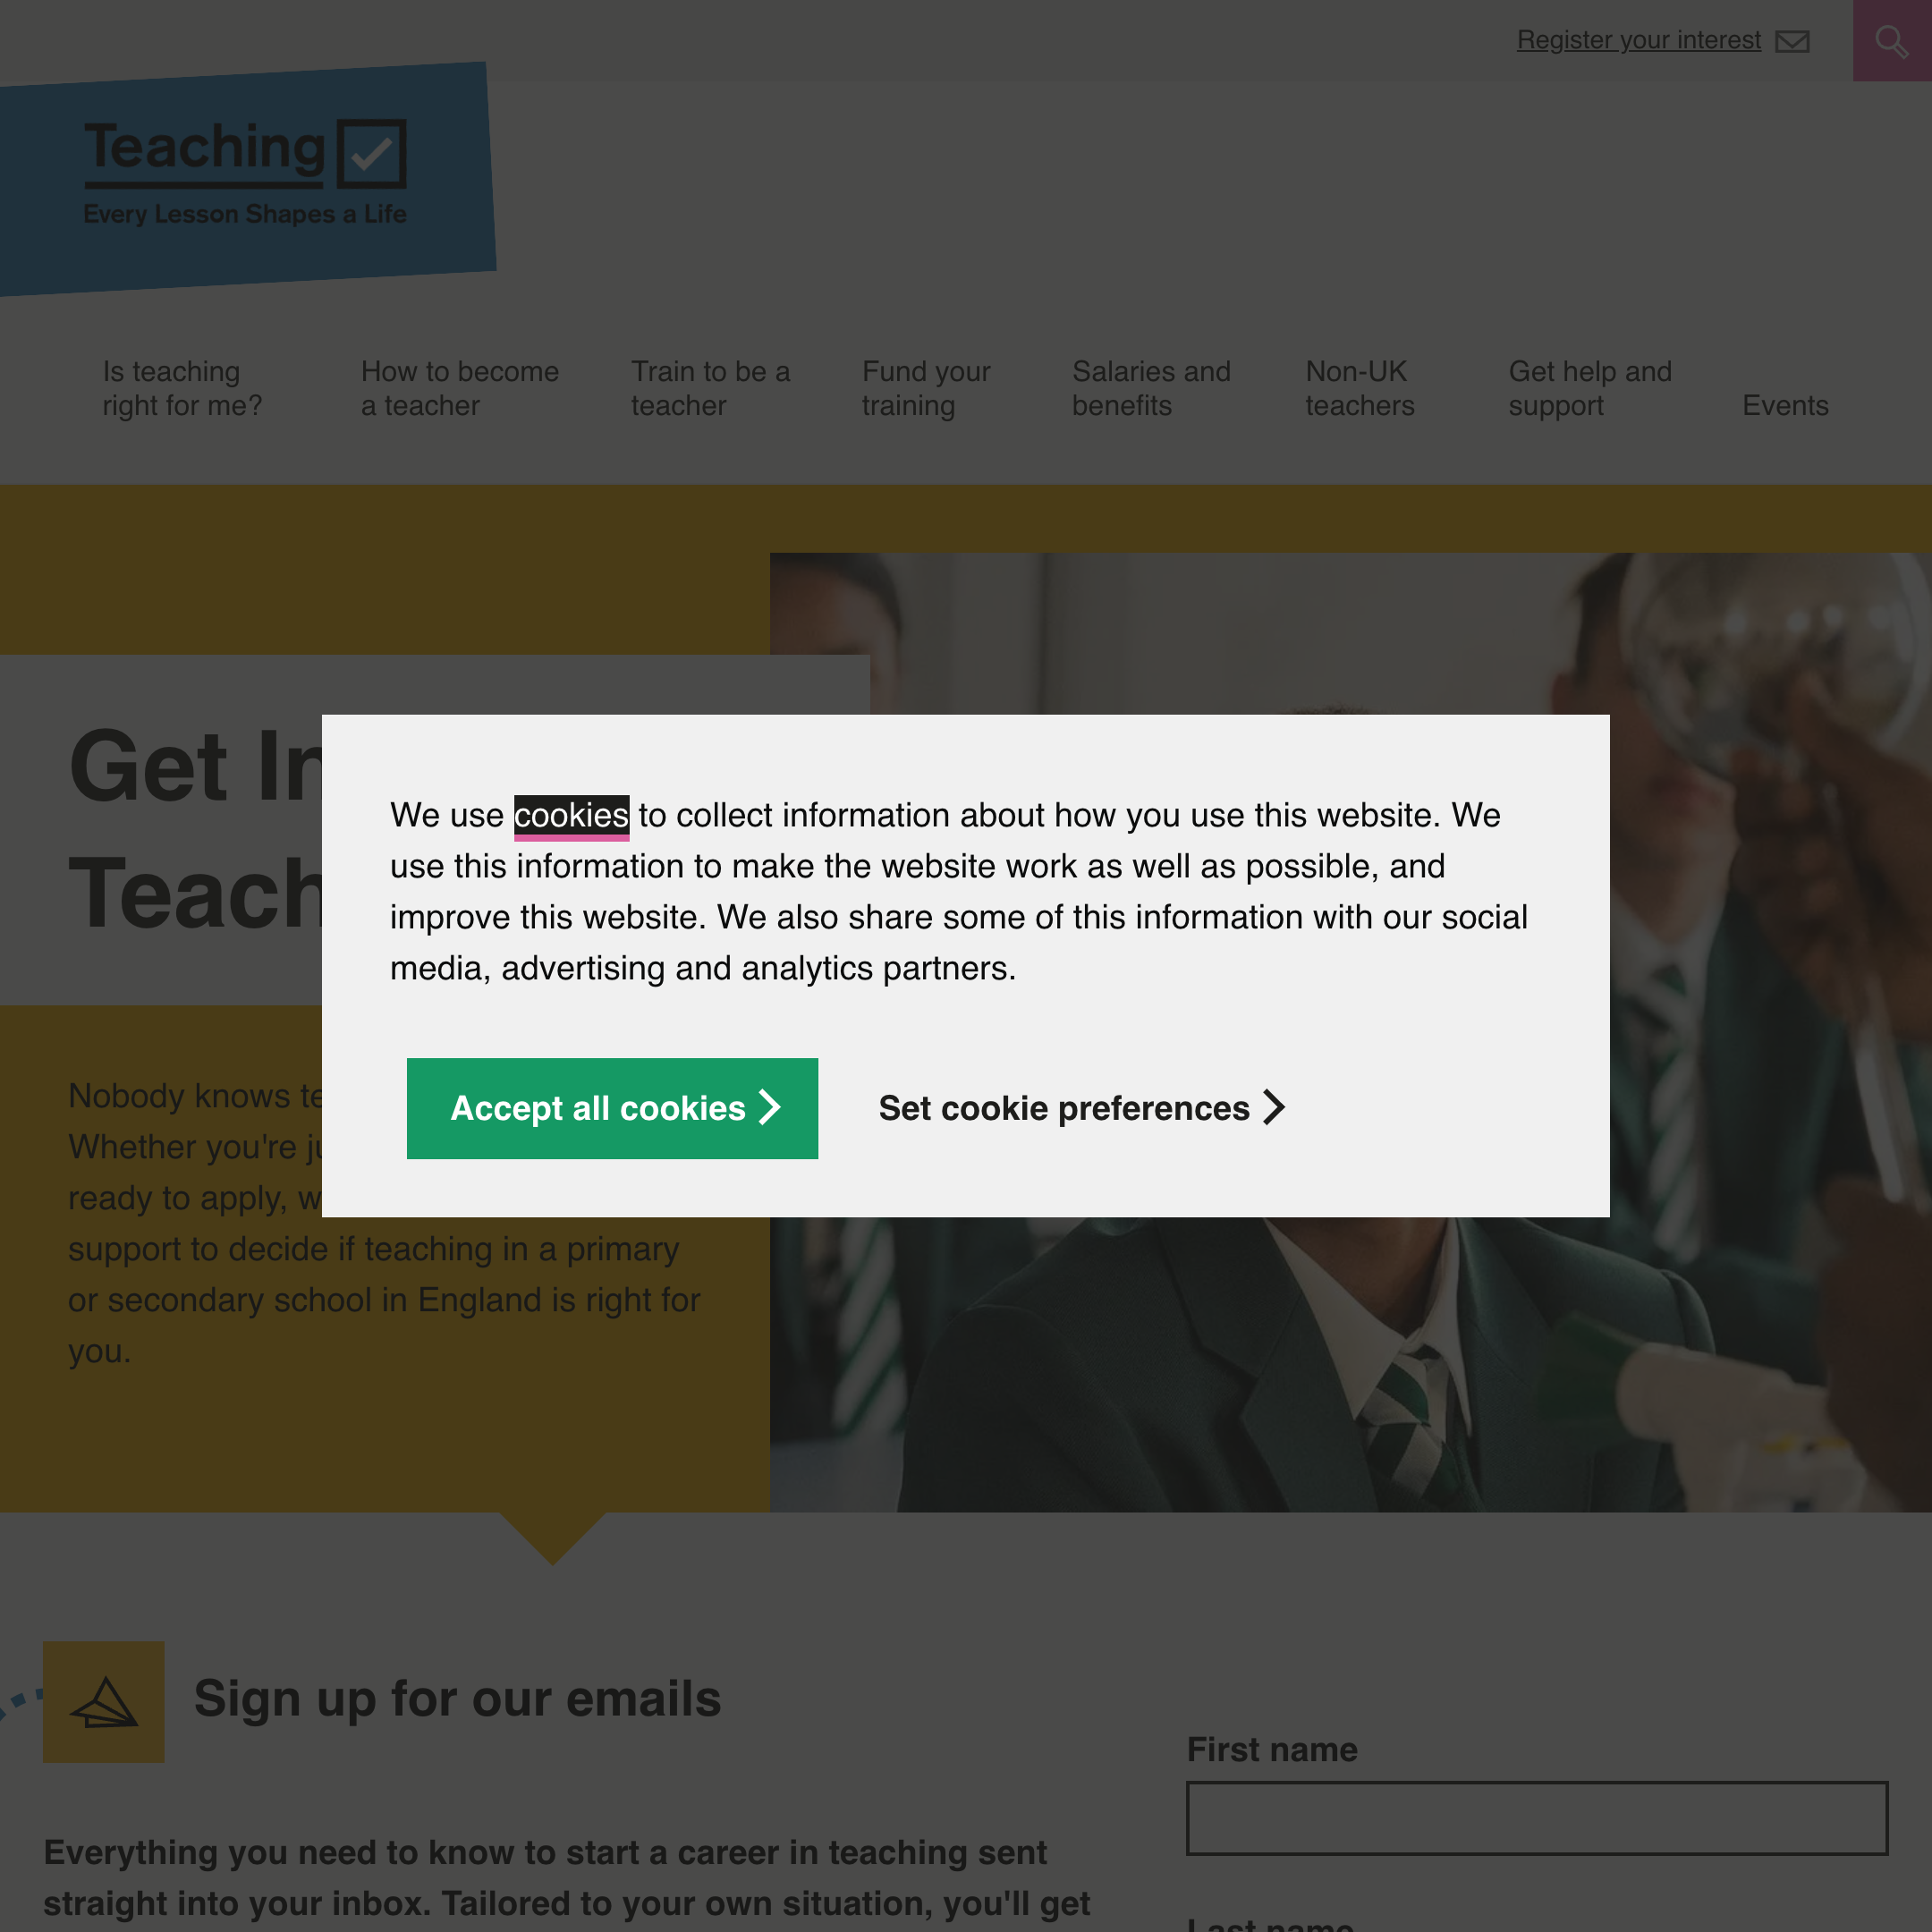 Register your interest
Teaching
Every Lesson Shapes a Life
Is teaching
right for me?
How to become
a teacher
Train to be a
teacher
Fund your
training
Salaries and
benefits
Non-UK
teachers
Get help and
support
Events
Get In
Teach
We use cookies to collect information about how you use this website. We
use this information to make the website work as well as possible, and
improve this website. We also share some of this information with our social
media, advertising and analytics partners.
Accept all cookies
Set cookie preferences
Nobody knows te
Whether you're ju
ready to apply, w
support to decide if teaching in a primary
or secondary school in England is right for
you.
Sign up for our emails
Everything you need to know to start a career in teaching sent
straight into your inbox. Tailored to your own situation, you'll get
First name
Last name